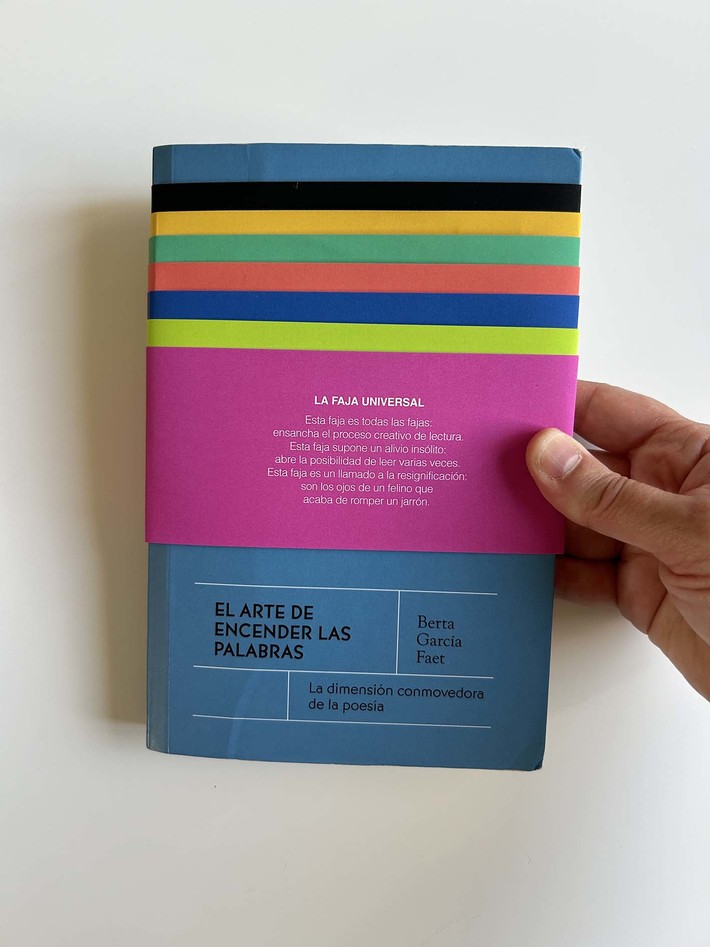 LA FAJA UNIVERSAL
Esta faja es todas las fajas:
ensancha el proceso creativo de lectura.
Esta faja supone un alivio insólito:
abre la posibilidad de leer varias veces.
Esta faja es un llamado a la resignificación:
son los ojos de un felino que
acaba de romper un jarrón.
EL ARTE DE
ENCENDER LAS
PALABRAS
Berta
García
Faet
La dimensión conmovedora
de la poesía